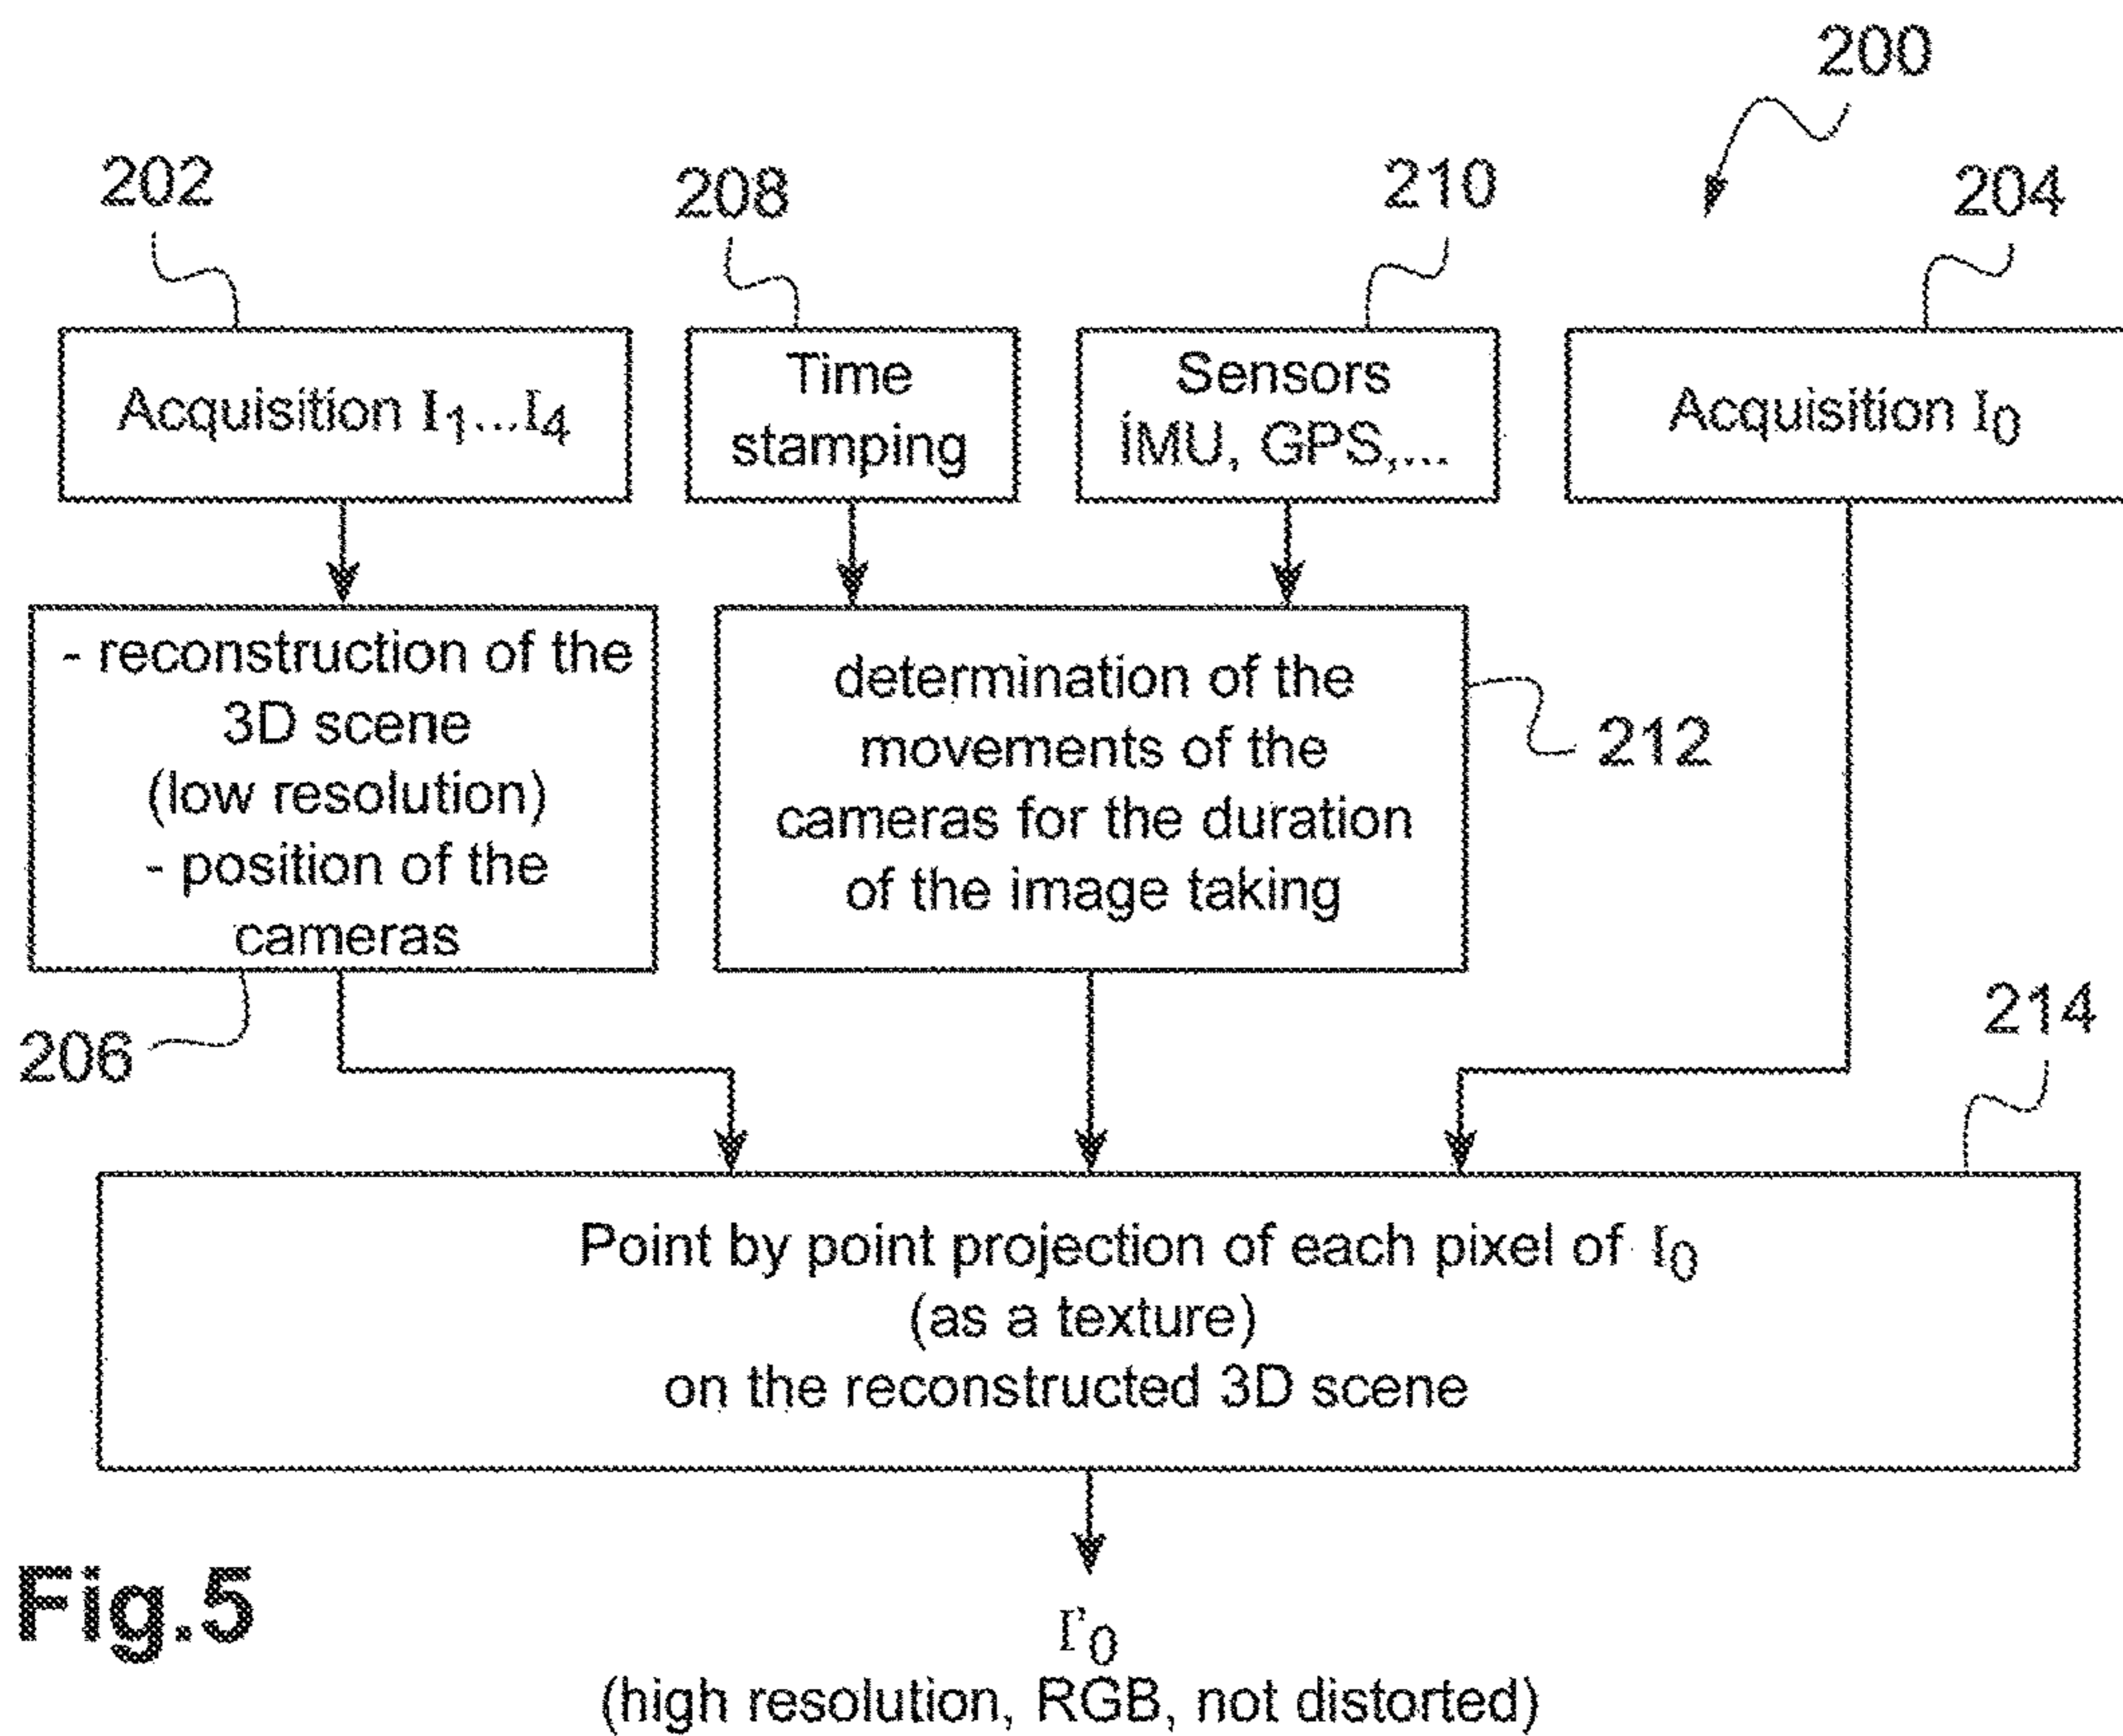 200
202
208
210
204
Acquisition I1...I4
Time
stamping
Sensors
IMU, GPS,...
Acquisition I0
- reconstruction of the
3D scene
(low resolution)
- position of the
cameras
determination of the
movements of the
cameras for the duration
of the image taking
212
206
214
Point by point projection of each pixel of I0
(as a texture)
on the reconstructed 3D scene
Fig.5
I'0
(high resolution, RGB, not distorted)